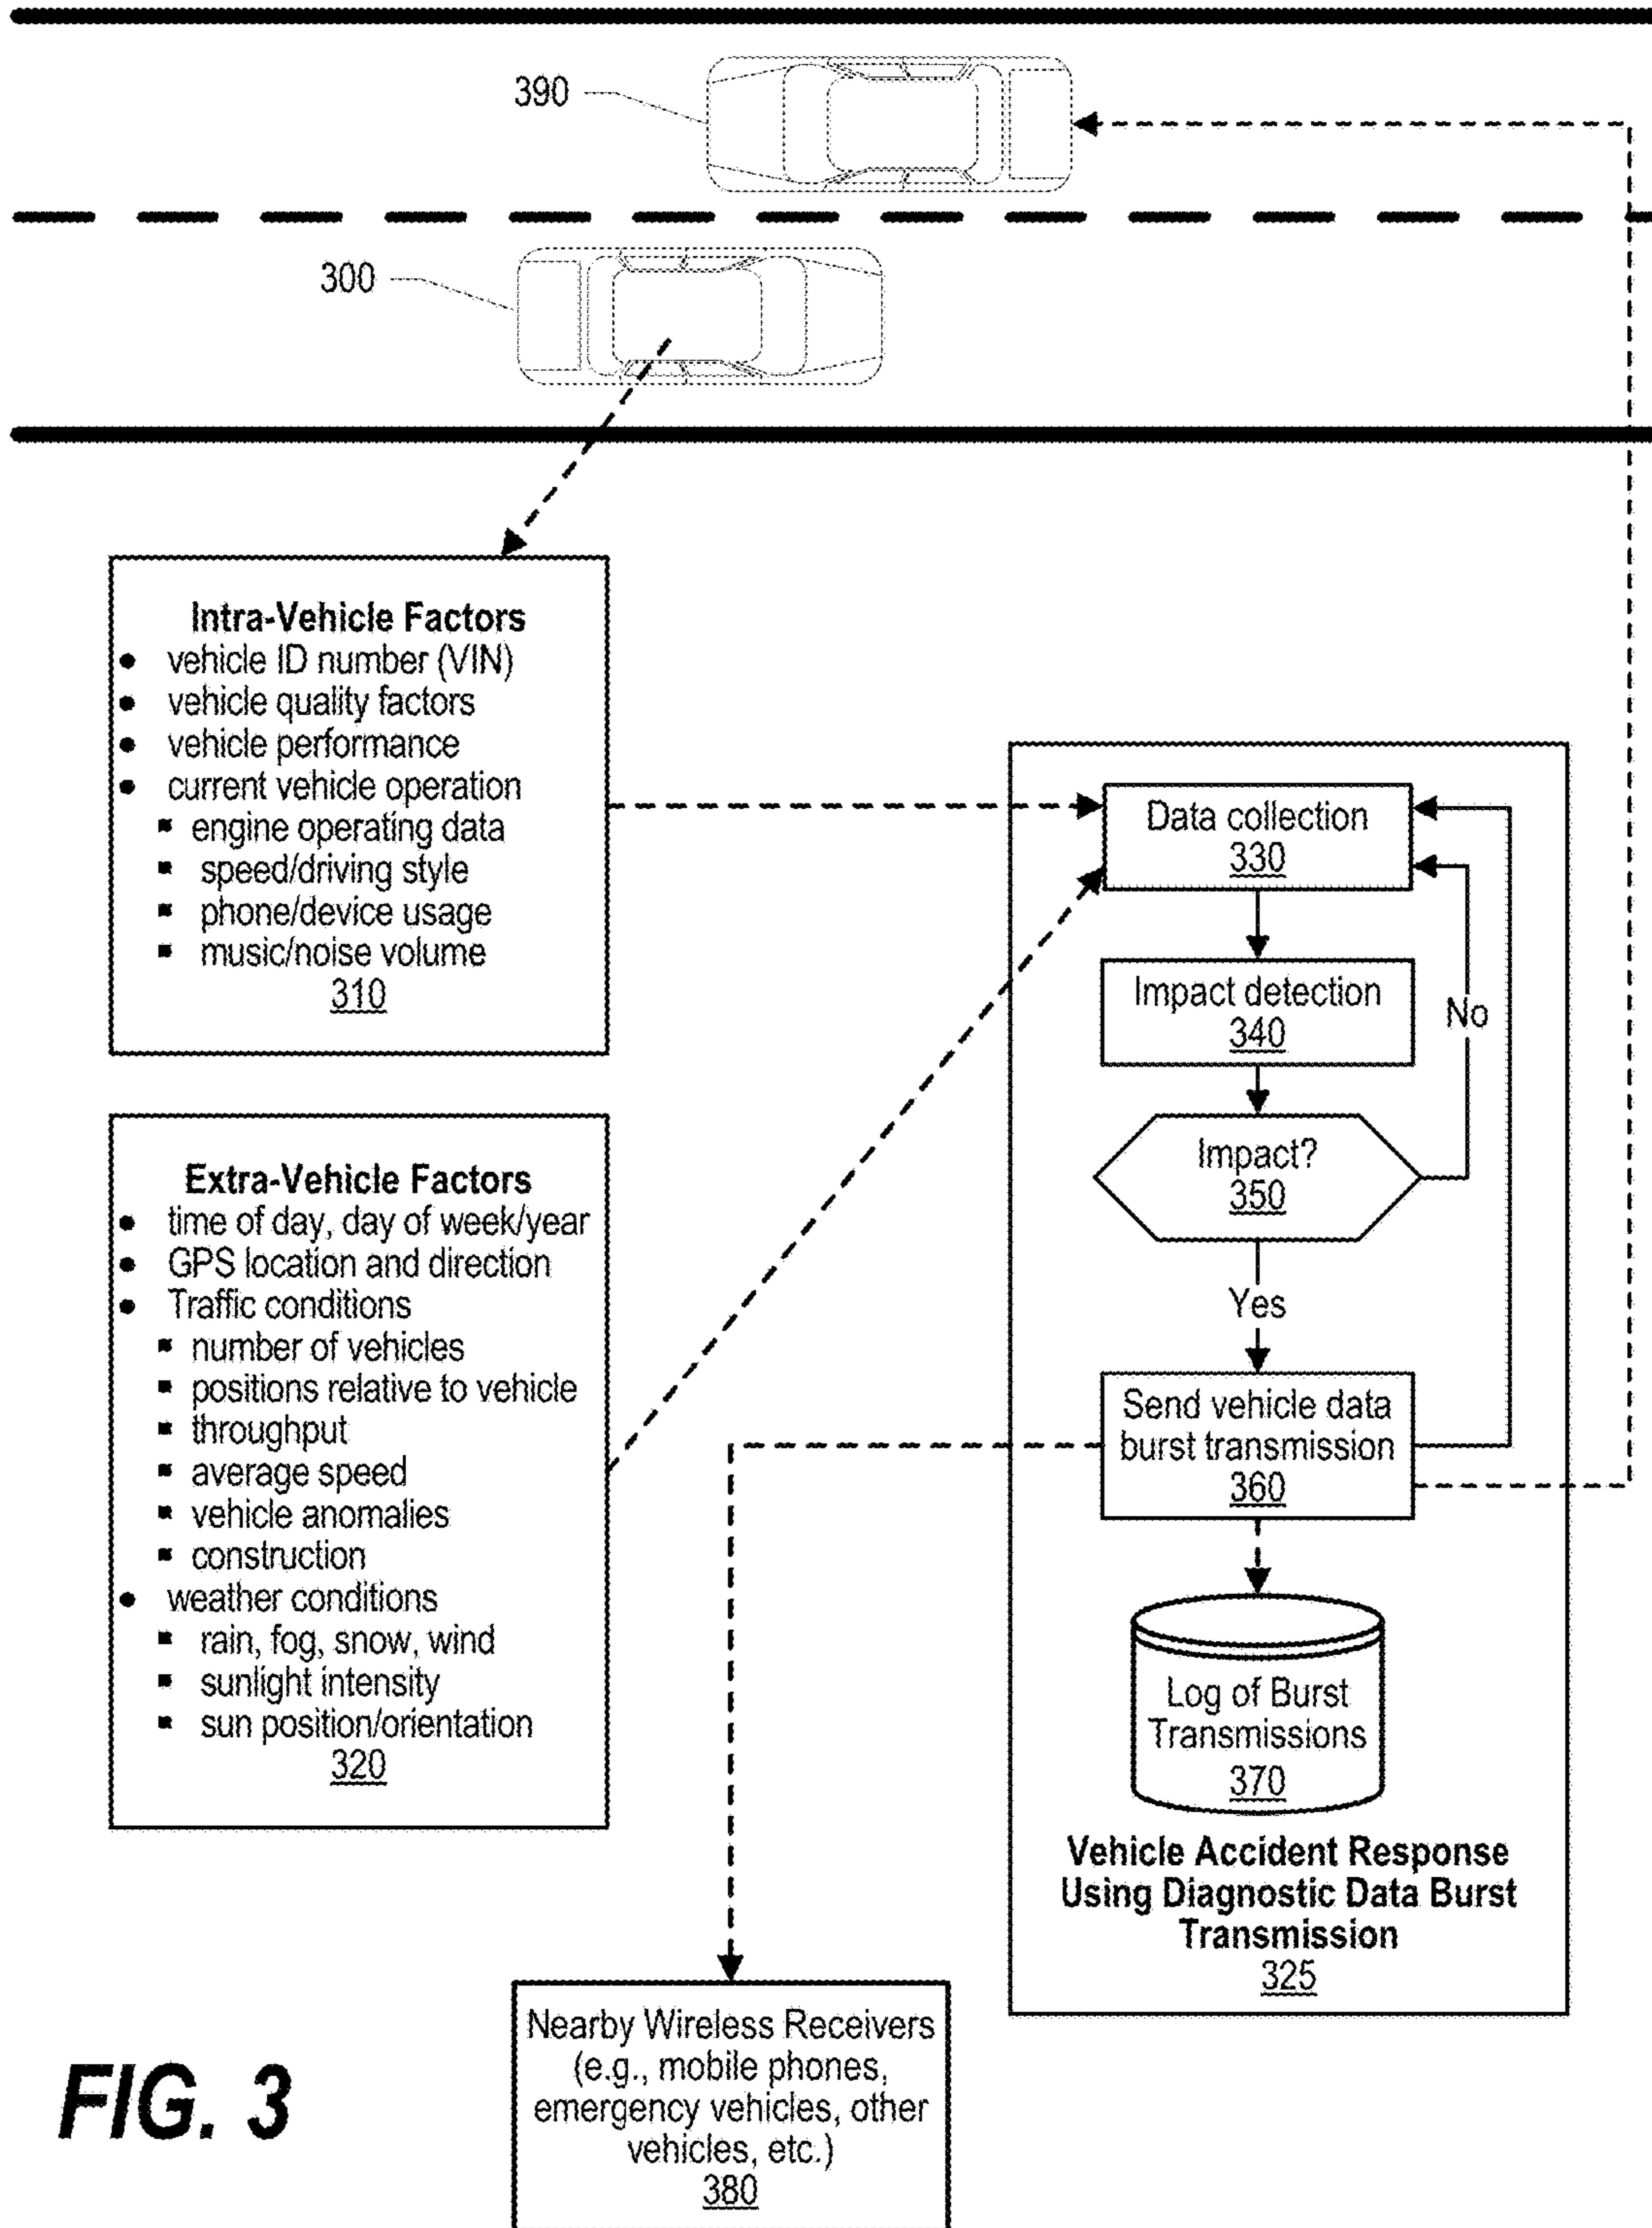 390
300
Intra-Vehicle Factors
• vehicle ID number (VIN)
• vehicle quality factors
• vehicle performance
• current vehicle operation
▪ engine operating data
▪ speed/driving style
▪ phone/device usage
▪ music/noise volume
310
Extra-Vehicle Factors
• time of day, day of week/year
• GPS location and direction
• Traffic conditions
▪ number of vehicles
▪ positions relative to vehicle
▪ throughput
▪ average speed
▪ vehicle anomalies
▪ construction
• weather conditions
▪ rain, fog, snow, wind
▪ sunlight intensity
▪ sun position/orientation
320
Data collection
330
Impact detection
340
No
Impact?
350
Yes
Send vehicle data
burst transmission
360
Log of Burst
Transmissions
370
Vehicle Accident Response
Using Diagnostic Data Burst
Transmission
325
Nearby Wireless Receivers
(e.g., mobile phones,
emergency vehicles, other
vehicles, etc.)
380
FIG. 3